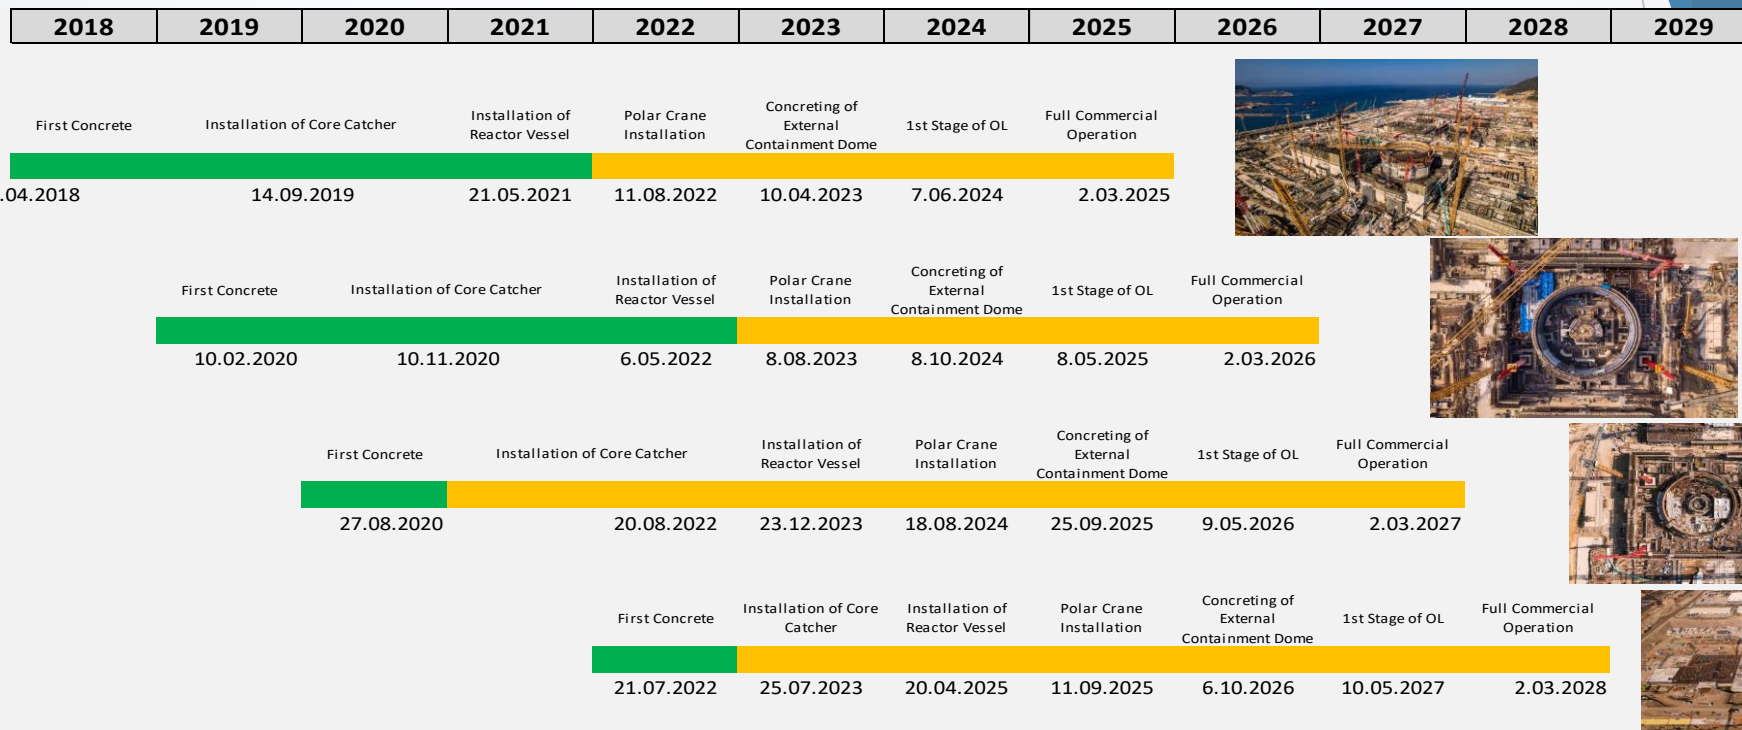 2018 2019 2020 2021 2022 2023 2024 2025 2026 2027 2028 2029
First Concrete
Installation of Core Catcher
Installation of
Reactor Vessel
Polar Crane
Installation
Concreting of
External
Containment Dome
1st Stage of OL
Full Commercial
Operation
.04.2018 14.09.2019 21.05.2021 11.08.2022 10.04.2023 7.06.2024 2.03.2025
First Concrete
Installation of Core Catcher
Installation of
Reactor Vessel
Polar Crane
Installation
Concreting of
External
Containment Dome
1st Stage of OL
Full Commercial
Operation
10.02.2020 10.11.2020 6.05.2022 8.08.2023 8.10.2024 8.05.2025 2.03.2026
First Concrete
Installation of Core Catcher
Installation of
Reactor Vessel
Polar Crane
Installation
Concreting of
External
Containment Dome
1st Stage of OL
Full Commercial
Operation
27.08.2020 20.08.2022 23.12.2023 18.08.2024 25.09.2025 9.05.2026 2.03.2027
First Concrete
Installation of Core
Catcher
Installation of
Reactor Vessel
Polar Crane
Installation
Concreting of
External
Containment Dome
1st Stage of OL
Full Commercial
Operation
21.07.2022 25.07.2023 20.04.2025 11.09.2025 6.10.2026 10.05.2027 2.03.2028